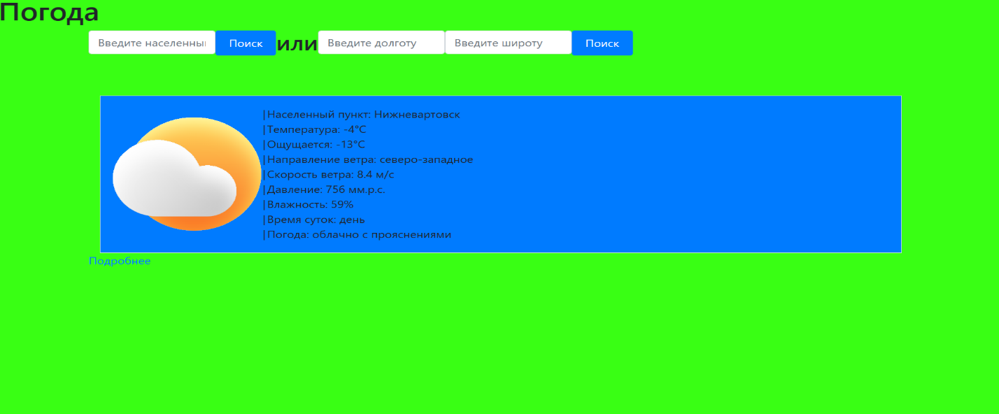 Погода
Введите населенны Поиск или Введите долготу Введите широту Поиск
|Населенный пункт: Нижневартовск
|Температура: -4°C
|Ощущается: -13°C
|Направление ветра: северо-западное
|Скорость ветра: 8.4 м/с
|Давление: 756 мм.р.с.
|Влажность: 59%
|Время суток: день
|Погода: облачно с прояснениями
Подробнее